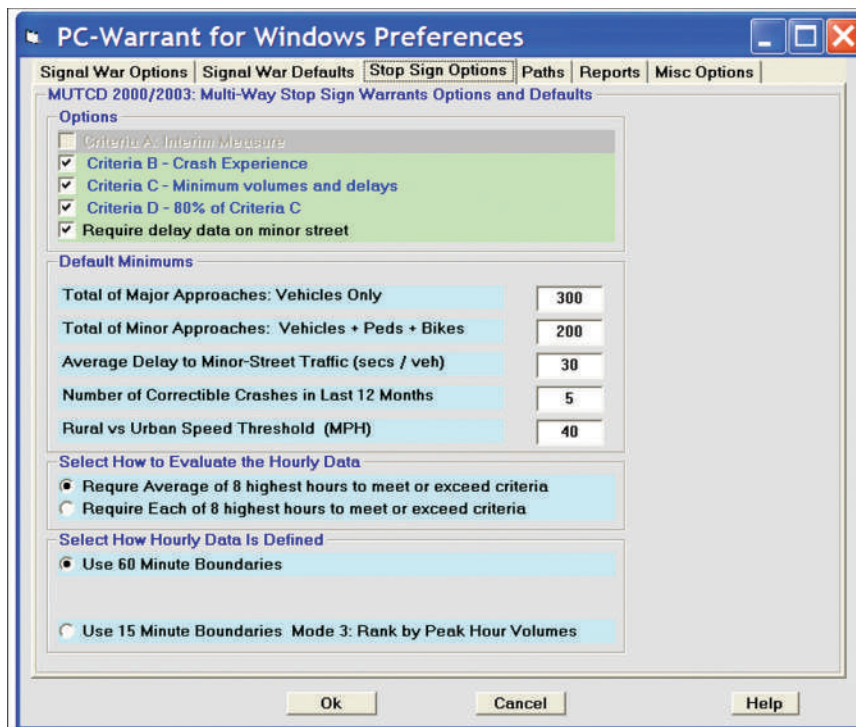 PC-Warrant for Windows Preferences
Signal War Options Signal War Defaults Stop Sign Options Paths Reports Misc Options
MUTCD 2000/2003: Multi-Way Stop Sign Warrants Options and Defaults
Options
Criteria A: Interim Measure
Criteria B - Crash Experience
Criteria C - Minimum volumes and delays
Criteria D - 80% of Criteria C
Require delay data on minor street
Default Minimums
Total of Major Approaches: Vehicles Only 300
Total of Minor Approaches: Vehicles + Peds + Bikes 200
Average Delay to Minor-Street Traffic (secs / veh) 30
Number of Correctible Crashes in Last 12 Months 5
Rural vs Urban Speed Threshold (MPH) 40
Select How to Evaluate the Hourly Data
Requre Average of 8 highest hours to meet or exceed criteria
Require Each of 8 highest hours to meet or exceed criteria
Select How Hourly Data Is Defined
Use 60 Minute Boundaries
Use 15 Minute Boundaries Mode 3: Rank by Peak Hour Volumes
Ok Cancel Help